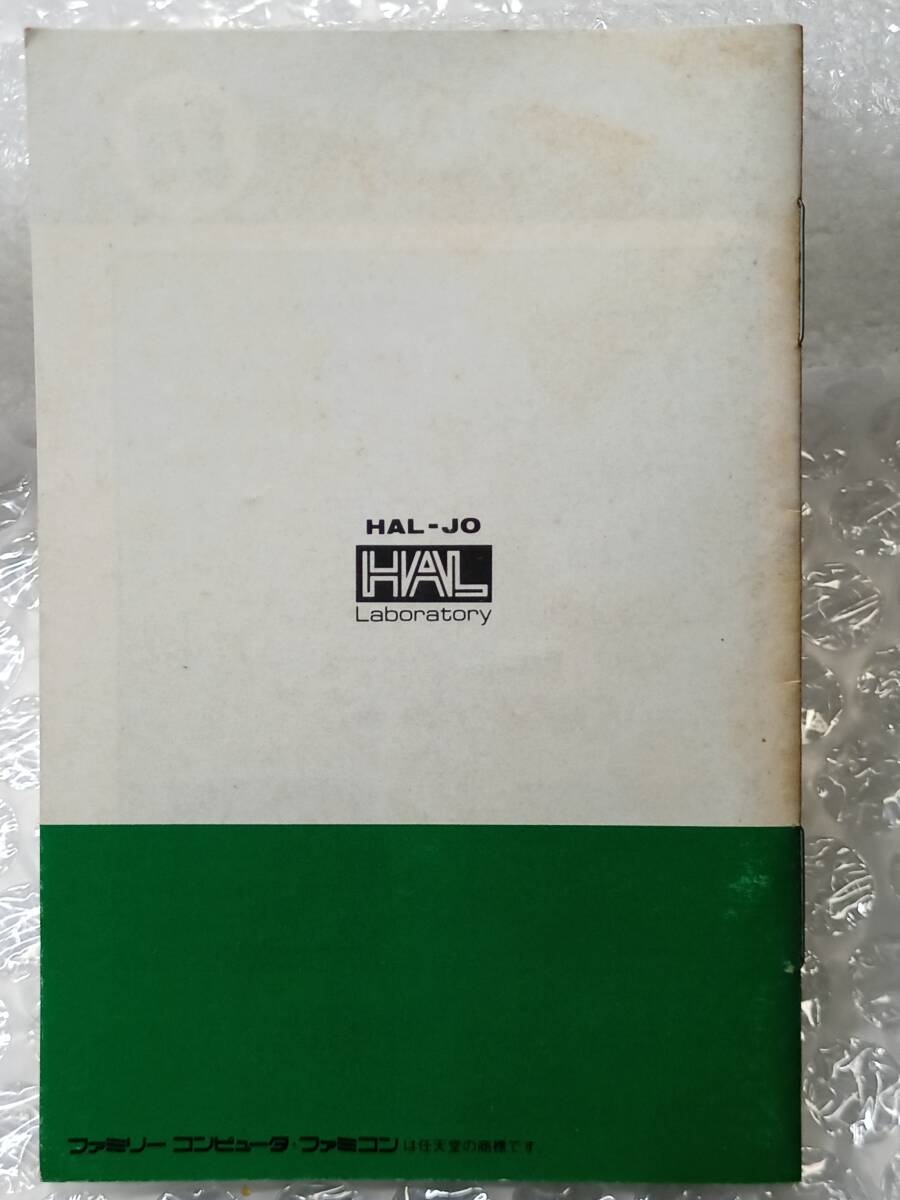 HAL-JO
HAL
Laboratory
ファミリー コンピュータ・ファミコンは任天堂の商標です